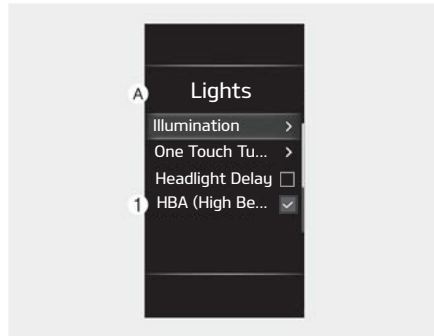 A
Lights
Illumination >
One Touch Tu... >
Headlight Delay
1 HBA (High Be...